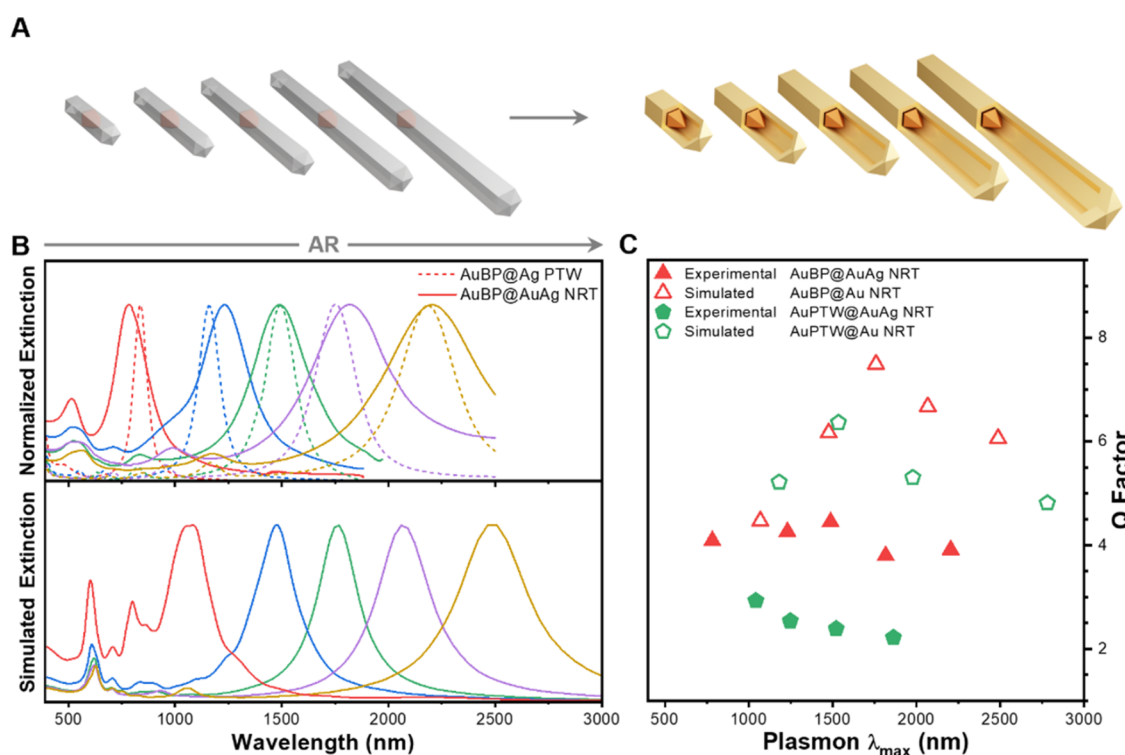 A
B
AR
C
Normalized Extinction
AuBP@Ag PTW
AuBP@AuAg NRT
Simulated Extinction
500 1000 1500 2000 2500 3000
Wavelength (nm)
Experimental AuBP@AuAg NRT
Simulated AuBP@Au NRT
Experimental AuPTW@AuAg NRT
Simulated AuPTW@Au NRT
8
6
4
2
Q Factor
500 1000 1500 2000 2500 3000
Plasmon λmax (nm)